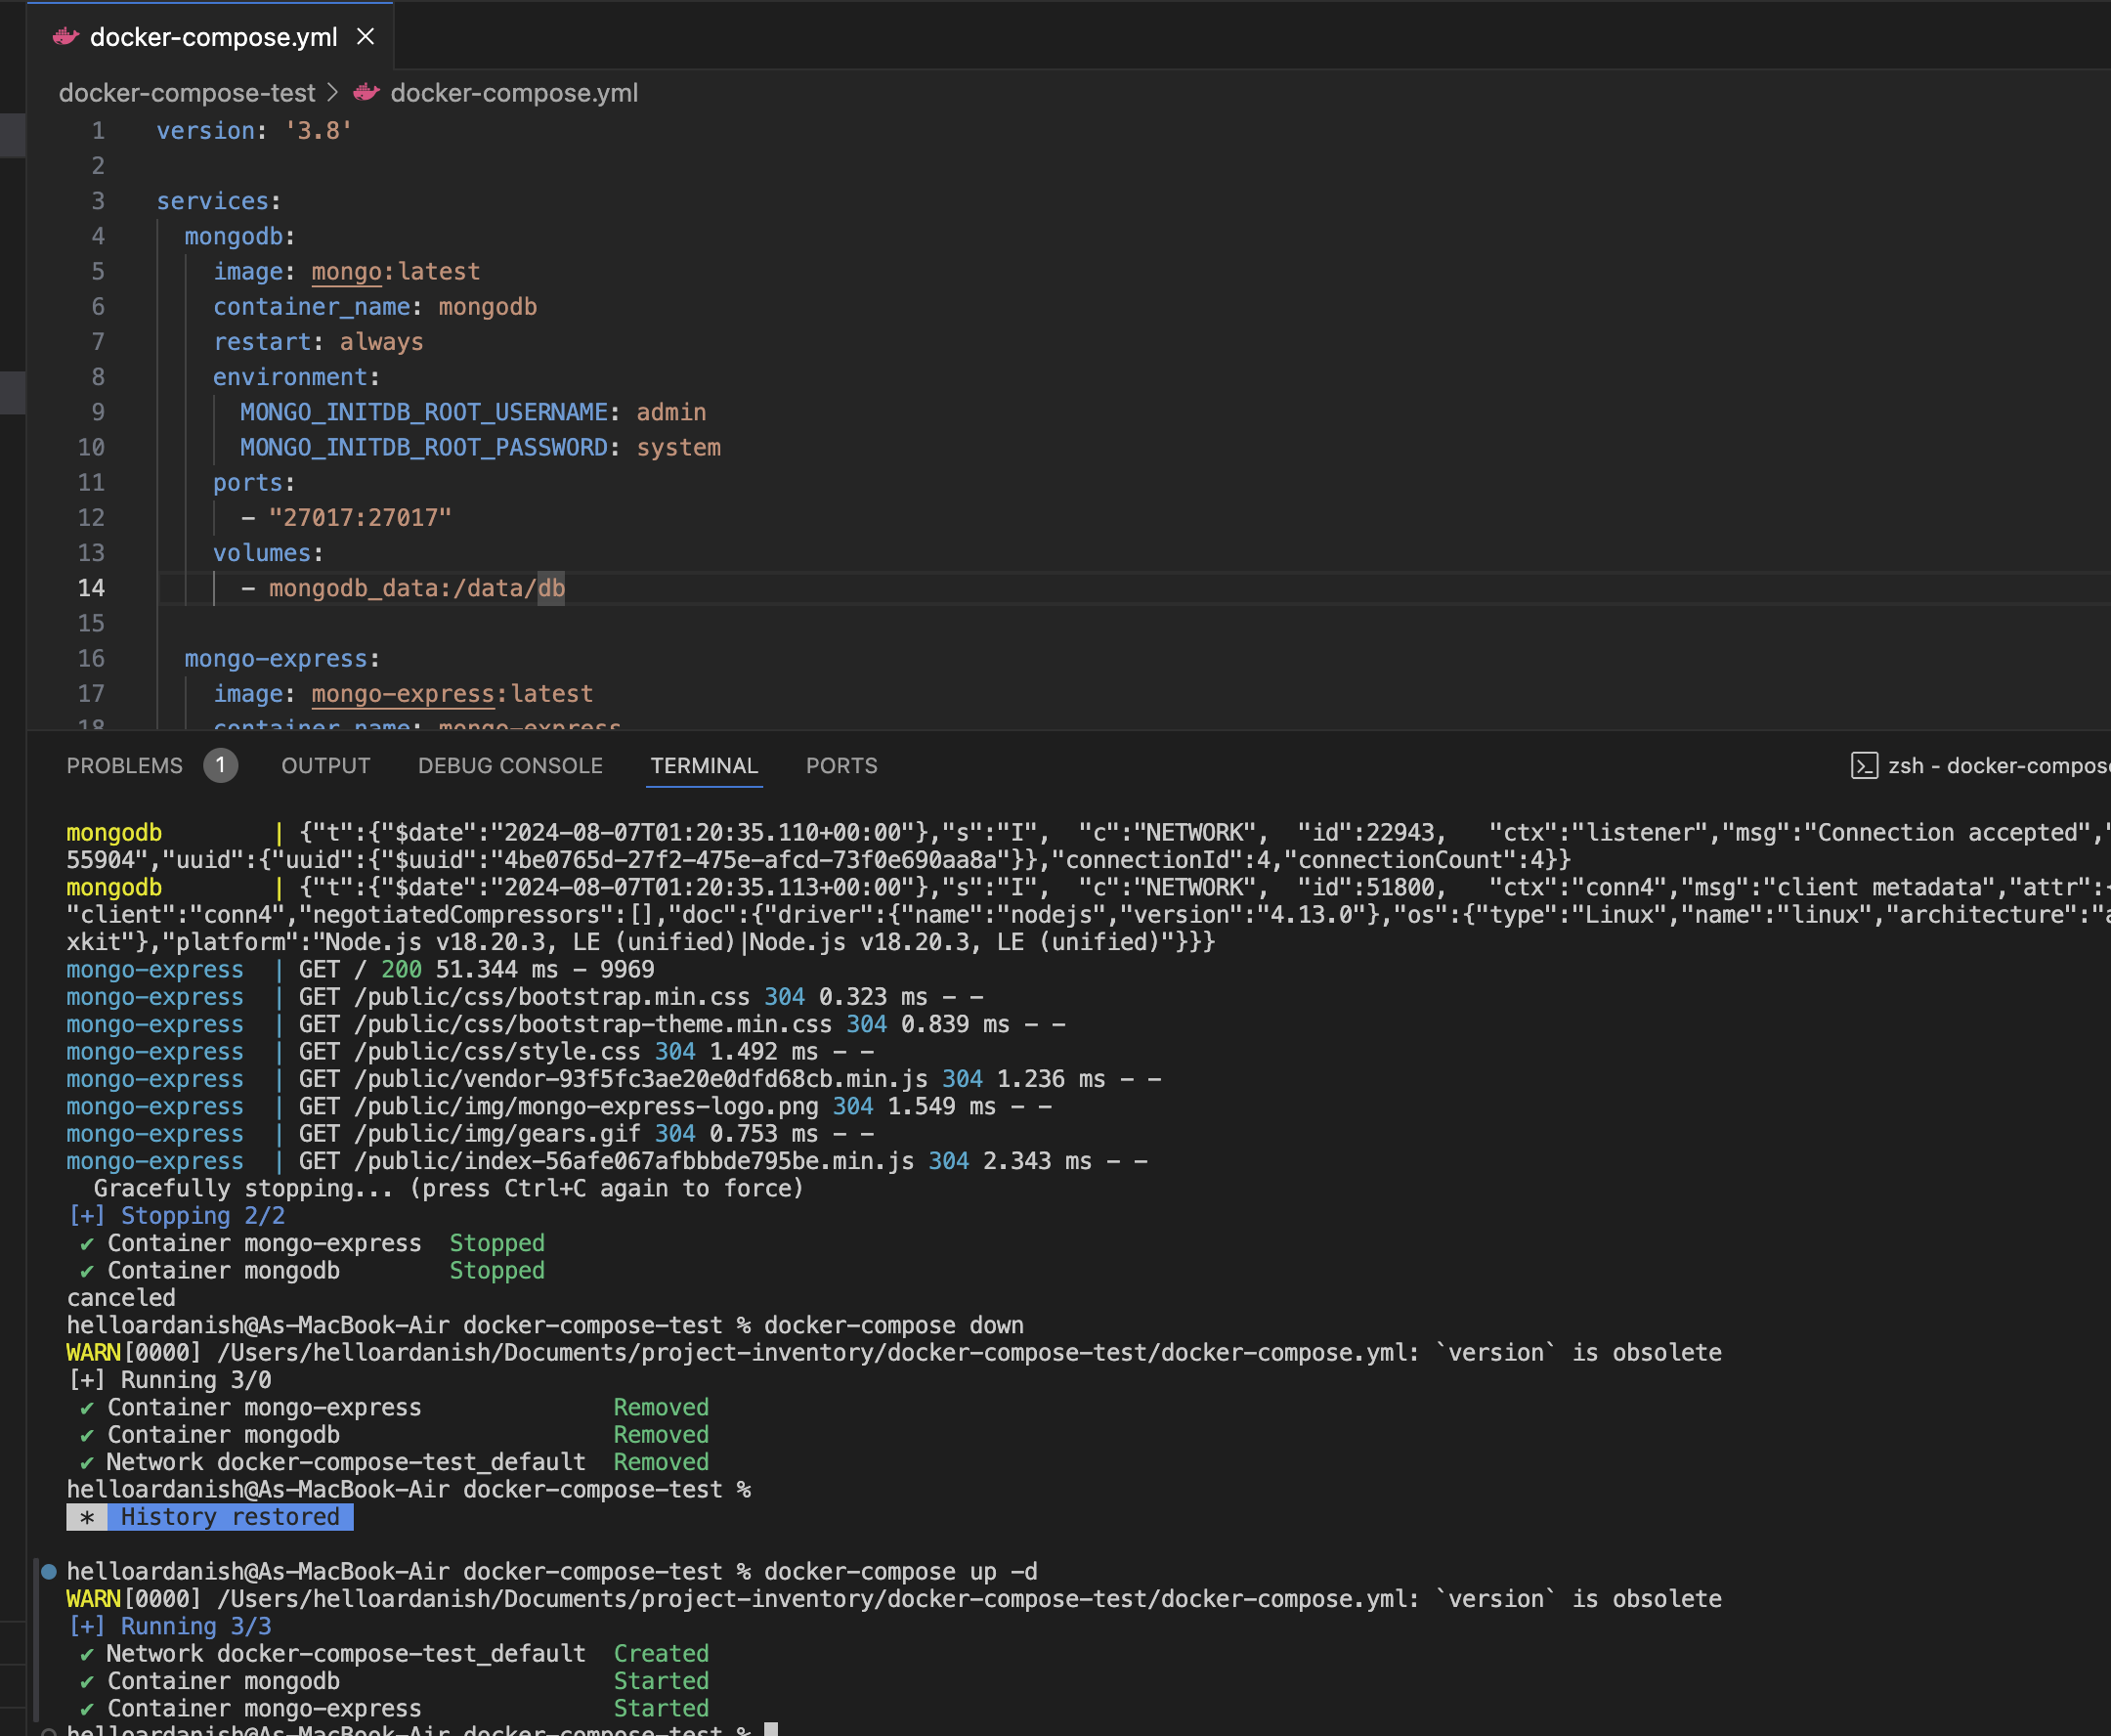 docker-compose.yml
docker-compose-test > docker-compose.yml
1 version: '3.8'
2
3 services:
4 mongodb:
5 image: mongo:latest
6 container_name: mongodb
7 restart: always
8 environment:
9 MONGO_INITDB_ROOT_USERNAME: admin
10 MONGO_INITDB_ROOT_PASSWORD: system
11 ports:
12 - "27017:27017"
13 volumes:
14 - mongodb_data:/data/db
15
16 mongo-express:
17 image: mongo-express:latest
18 container_name: mongo-express
PROBLEMS 1 OUTPUT DEBUG CONSOLE TERMINAL PORTS zsh - docker-compose
mongodb | {"t":{"$date":"2024-08-07T01:20:35.110+00:00"},"s":"I", "c":"NETWORK", "id":22943, "ctx":"listener","msg":"Connection accepted","
55904","uuid":{"uuid":{"$uuid":"4be0765d-27f2-475e-afcd-73f0e690aa8a"}},"connectionId":4,"connectionCount":4}}
mongodb | {"t":{"$date":"2024-08-07T01:20:35.113+00:00"},"s":"I", "c":"NETWORK", "id":51800, "ctx":"conn4","msg":"client metadata","attr":{
"client":"conn4","negotiatedCompressors":[],"doc":{"driver":{"name":"nodejs","version":"4.13.0"},"os":{"type":"Linux","name":"linux","architecture":"a
xkit"},"platform":"Node.js v18.20.3, LE (unified)|Node.js v18.20.3, LE (unified)"}}}
mongo-express | GET / 200 51.344 ms - 9969
mongo-express | GET /public/css/bootstrap.min.css 304 0.323 ms - -
mongo-express | GET /public/css/bootstrap-theme.min.css 304 0.839 ms - -
mongo-express | GET /public/css/style.css 304 1.492 ms - -
mongo-express | GET /public/vendor-93f5fc3ae20e0dfd68cb.min.js 304 1.236 ms - -
mongo-express | GET /public/img/mongo-express-logo.png 304 1.549 ms - -
mongo-express | GET /public/img/gears.gif 304 0.753 ms - -
mongo-express | GET /public/index-56afe067afbbbde795be.min.js 304 2.343 ms - -
Gracefully stopping... (press Ctrl+C again to force)
[+] Stopping 2/2
✔ Container mongo-express Stopped
✔ Container mongodb Stopped
canceled
helloardanish@As-MacBook-Air docker-compose-test % docker-compose down
WARN[0000] /Users/helloardanish/Documents/project-inventory/docker-compose-test/docker-compose.yml: `version` is obsolete
[+] Running 3/0
✔ Container mongo-express Removed
✔ Container mongodb Removed
✔ Network docker-compose-test_default Removed
helloardanish@As-MacBook-Air docker-compose-test %
* History restored
helloardanish@As-MacBook-Air docker-compose-test % docker-compose up -d
WARN[0000] /Users/helloardanish/Documents/project-inventory/docker-compose-test/docker-compose.yml: `version` is obsolete
[+] Running 3/3
✔ Network docker-compose-test_default Created
✔ Container mongodb Started
✔ Container mongo-express Started
helloardanish@As-MacBook-Air docker-compose-test %